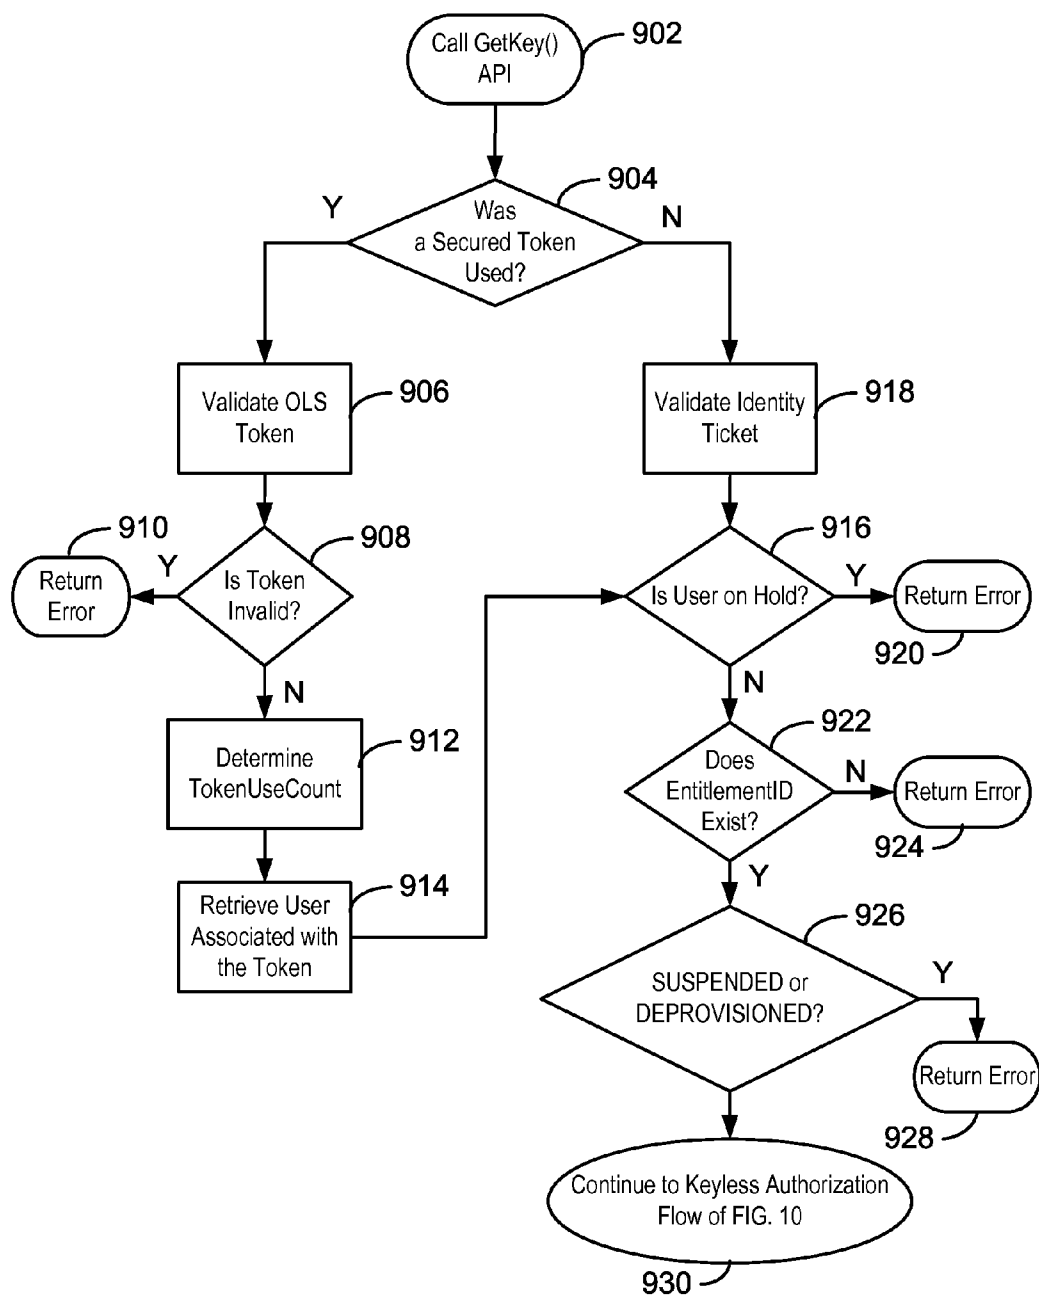 Call GetKey()
API
902
904
Y
Was
a Secured Token
Used?
N
Validate OLS
Token
906
Validate Identity
Ticket
918
910
Return
Error
Y
908
Is Token
Invalid?
N
916
Is User on Hold?
Y
Return Error
920
N
Determine
TokenUseCount
912
922
Does
EntitlementID
Exist?
N
Return Error
924
Y
Retrieve User
Associated with
the Token
914
926
SUSPENDED or
DEPROVISIONED?
Y
Return Error
928
Continue to Keyless Authorization
Flow of FIG. 10
930